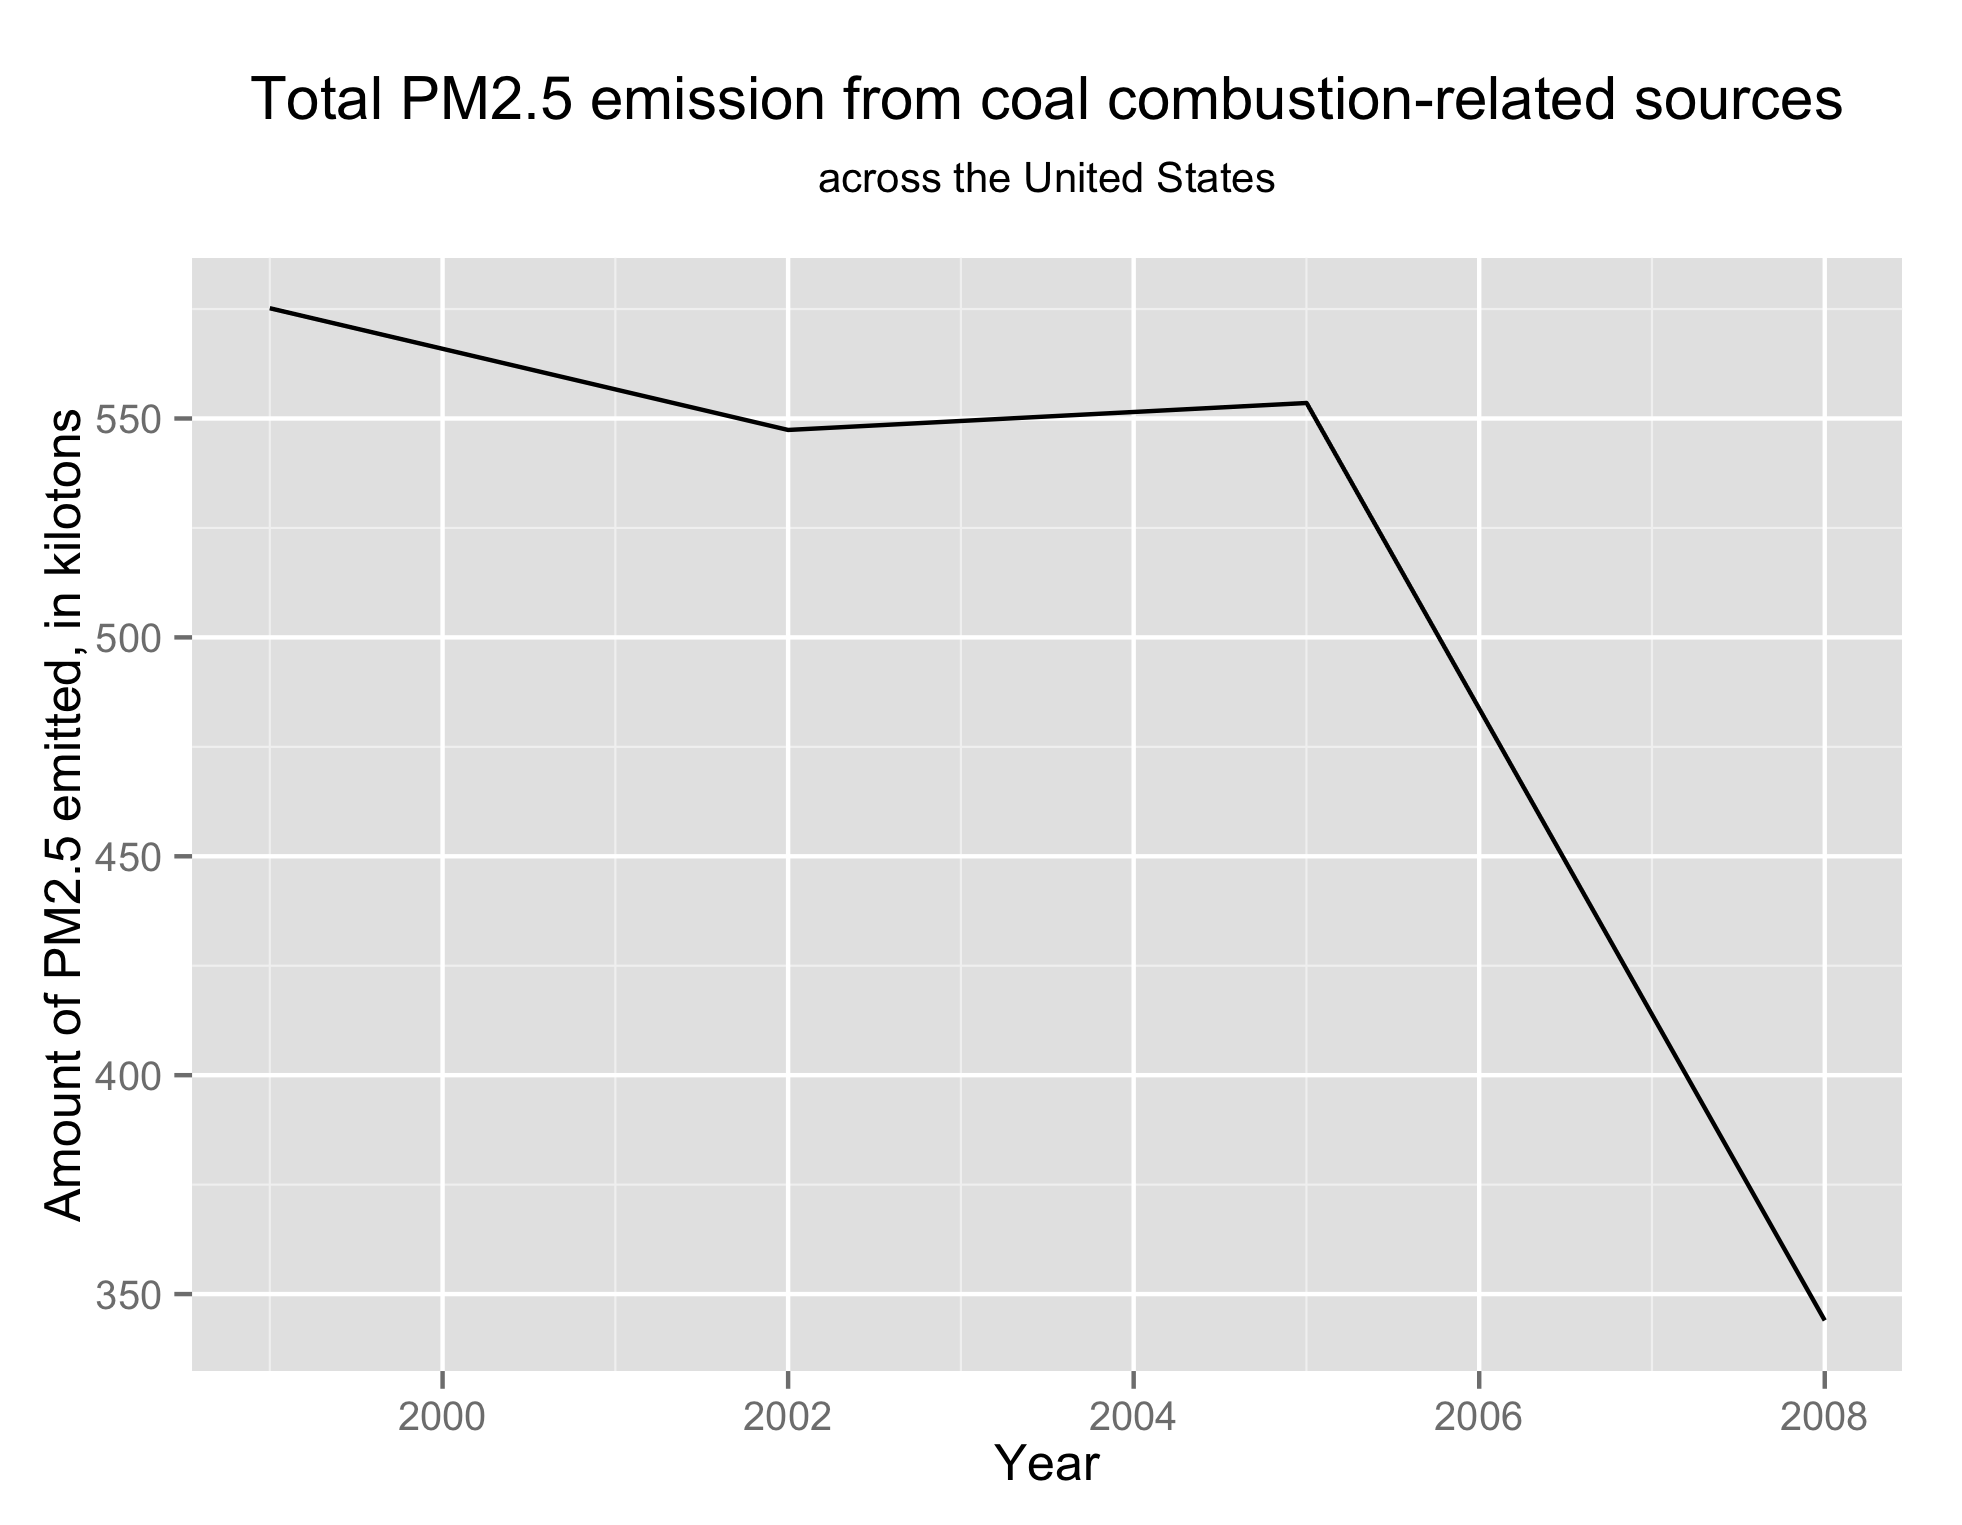 Total PM2.5 emission from coal combustion-related sources
across the United States
Amount of PM2.5 emitted, in kilotons
550
500
450
400
350
2000 2002 2004 2006 2008
Year